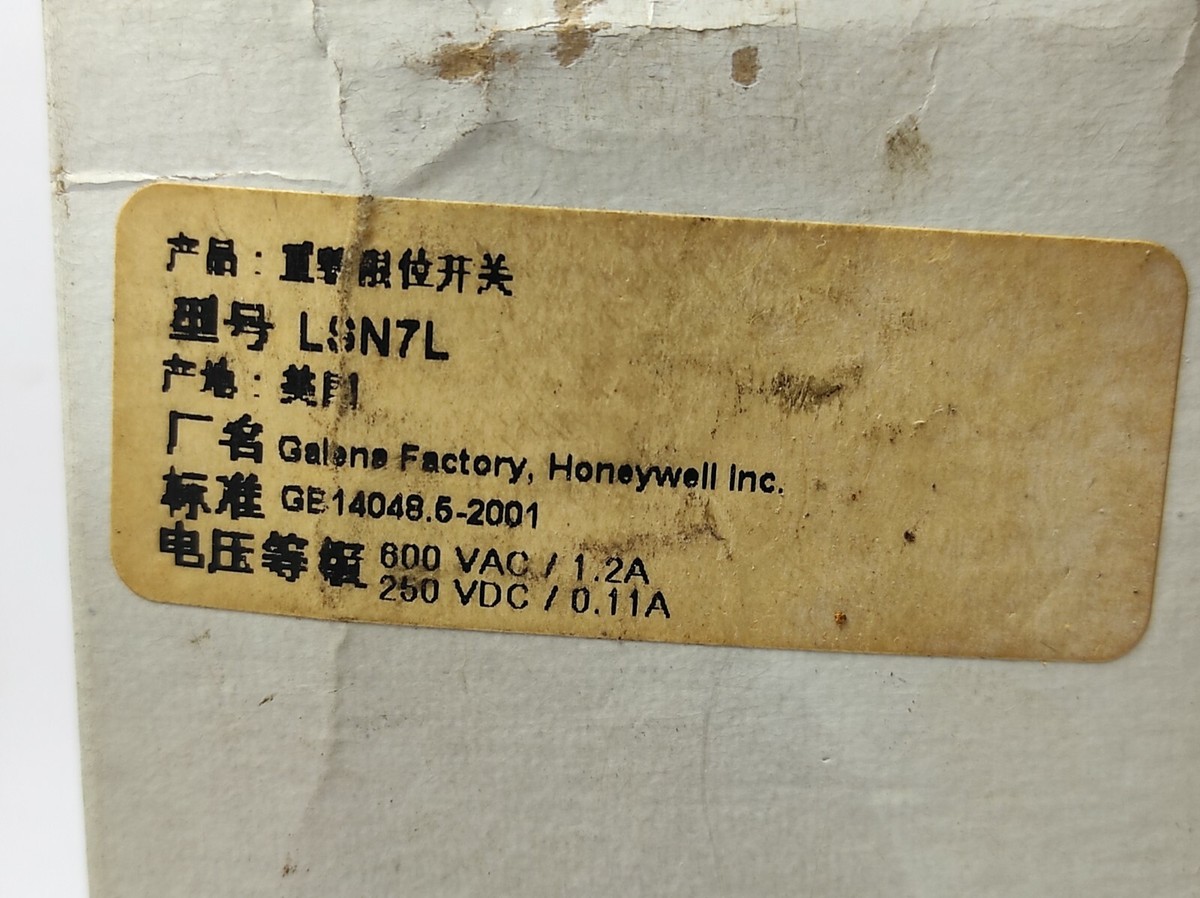 产品：重型限位开关
型号 LSN7L
产地：美国
厂名 Galena Factory, Honeywell Inc.
标准 GB14048.5-2001
电压等级 600 VAC / 1.2A
250 VDC / 0.11A